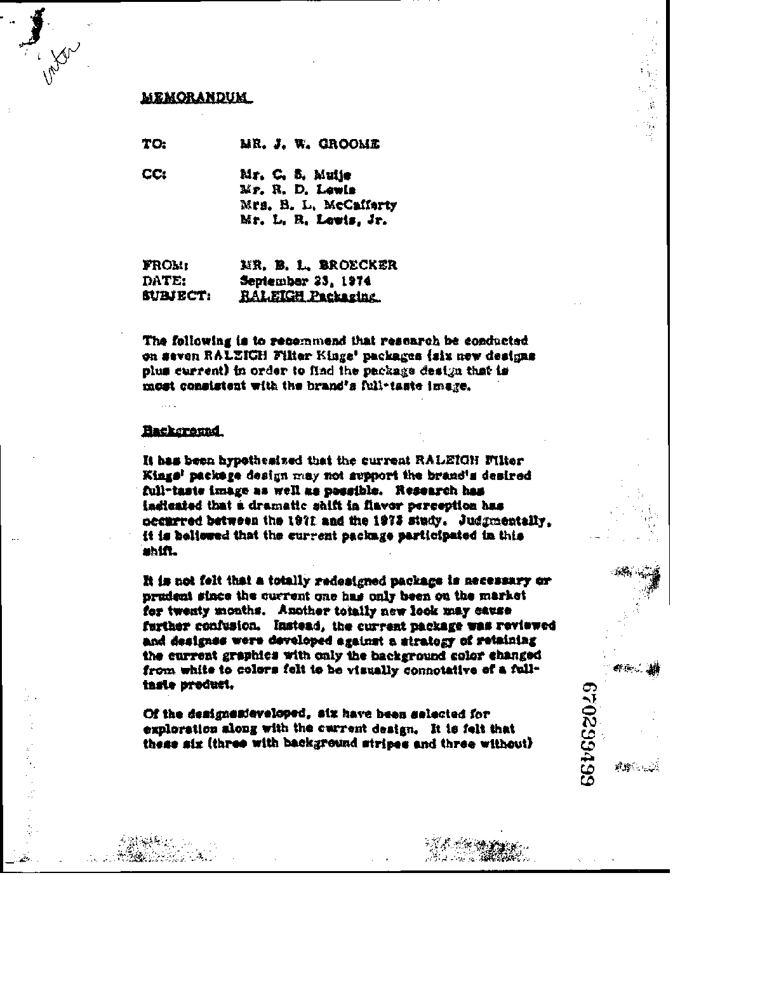 inter
MEMORANDUM
TO: MR. J. W. GROOME
CC: Mr. C. S. Mutje
Mr. R. D. Lewis
Mrs. B. L. McCafferty
Mr. L. R. Lewis, Jr.
FROM: MR. B. L. BROECKER
DATE: September 23, 1974
SUBJECT: RALEIGH Packaging
The following is to recommend that research be conducted
on seven RALEIGH Filter Kings' packages (six new designs
plus current) in order to find the package design that is
most consistent with the brand's full-taste image.
Background
It has been hypothesized that the current RALEIGH Filter
Kings' package design may not support the brand's desired
full-taste image as well as possible. Research has
indicated that a dramatic shift in flavor perception has
occurred between the 1971 and the 1973 study. Judgmentally,
it is believed that the current package participated in this
shift.
It is not felt that a totally redesigned package is necessary or
prudent since the current one has only been on the market
for twenty months. Another totally new look may cause
further confusion. Instead, the current package was reviewed
and designes were developed against a strategy of retaining
the current graphics with only the background color changed
from white to colors felt to be visually connotative of a full-
taste product.
Of the designesdeveloped, six have been selected for
exploration along with the current design. It is felt that
these six (three with background stripes and three without)
670299499